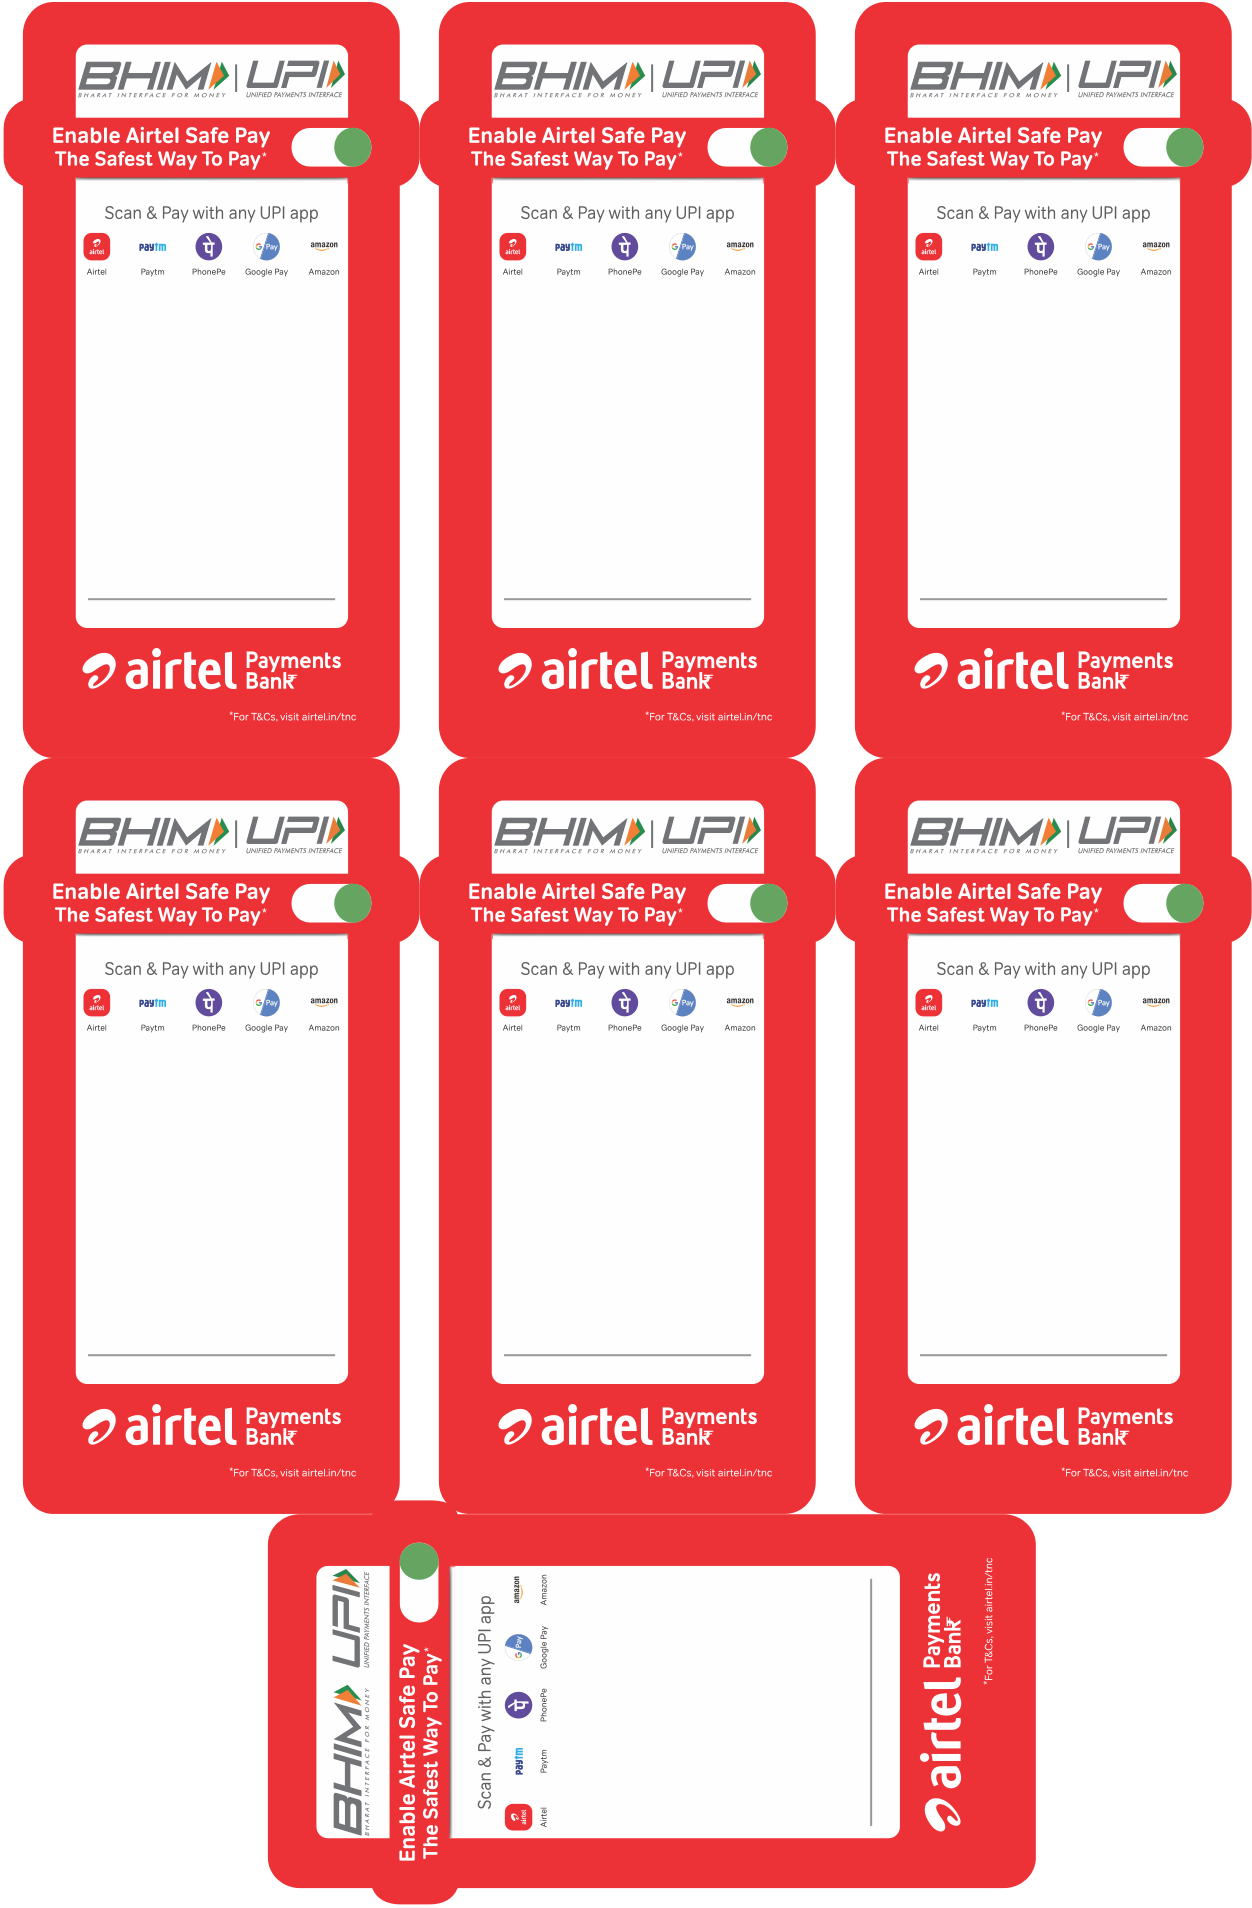 BHIM | UPI
BHARAT INTERFACE FOR MONEY UNIFIED PAYMENTS INTERFACE
Enable Airtel Safe Pay
The Safest Way To Pay*
Scan & Pay with any UPI app
airtel paytm पे G Pay amazon
Airtel Paytm PhonePe Google Pay Amazon
airtel Payments
Bank
*For T&Cs, visit airtel.in/tnc
BHIM | UPI
BHARAT INTERFACE FOR MONEY UNIFIED PAYMENTS INTERFACE
Enable Airtel Safe Pay
The Safest Way To Pay*
Scan & Pay with any UPI app
airtel paytm पे G Pay amazon
Airtel Paytm PhonePe Google Pay Amazon
airtel Payments
Bank
*For T&Cs, visit airtel.in/tnc
BHIM | UPI
BHARAT INTERFACE FOR MONEY UNIFIED PAYMENTS INTERFACE
Enable Airtel Safe Pay
The Safest Way To Pay*
Scan & Pay with any UPI app
airtel paytm पे G Pay amazon
Airtel Paytm PhonePe Google Pay Amazon
airtel Payments
Bank
*For T&Cs, visit airtel.in/tnc
BHIM | UPI
BHARAT INTERFACE FOR MONEY UNIFIED PAYMENTS INTERFACE
Enable Airtel Safe Pay
The Safest Way To Pay*
Scan & Pay with any UPI app
airtel paytm पे G Pay amazon
Airtel Paytm PhonePe Google Pay Amazon
airtel Payments
Bank
*For T&Cs, visit airtel.in/tnc
BHIM | UPI
BHARAT INTERFACE FOR MONEY UNIFIED PAYMENTS INTERFACE
Enable Airtel Safe Pay
The Safest Way To Pay*
Scan & Pay with any UPI app
airtel paytm पे G Pay amazon
Airtel Paytm PhonePe Google Pay Amazon
airtel Payments
Bank
*For T&Cs, visit airtel.in/tnc
BHIM | UPI
BHARAT INTERFACE FOR MONEY UNIFIED PAYMENTS INTERFACE
Enable Airtel Safe Pay
The Safest Way To Pay*
Scan & Pay with any UPI app
airtel paytm पे G Pay amazon
Airtel Paytm PhonePe Google Pay Amazon
airtel Payments
Bank
*For T&Cs, visit airtel.in/tnc
BHIM UPI
BHARAT INTERFACE FOR MONEY UNIFIED PAYMENTS INTERFACE
Enable Airtel Safe Pay
The Safest Way To Pay*
Scan & Pay with any UPI app
airtel paytm पे G Pay amazon
Airtel Paytm PhonePe Google Pay Amazon
airtel Payments
Bank
*For T&Cs, visit airtel.in/tnc